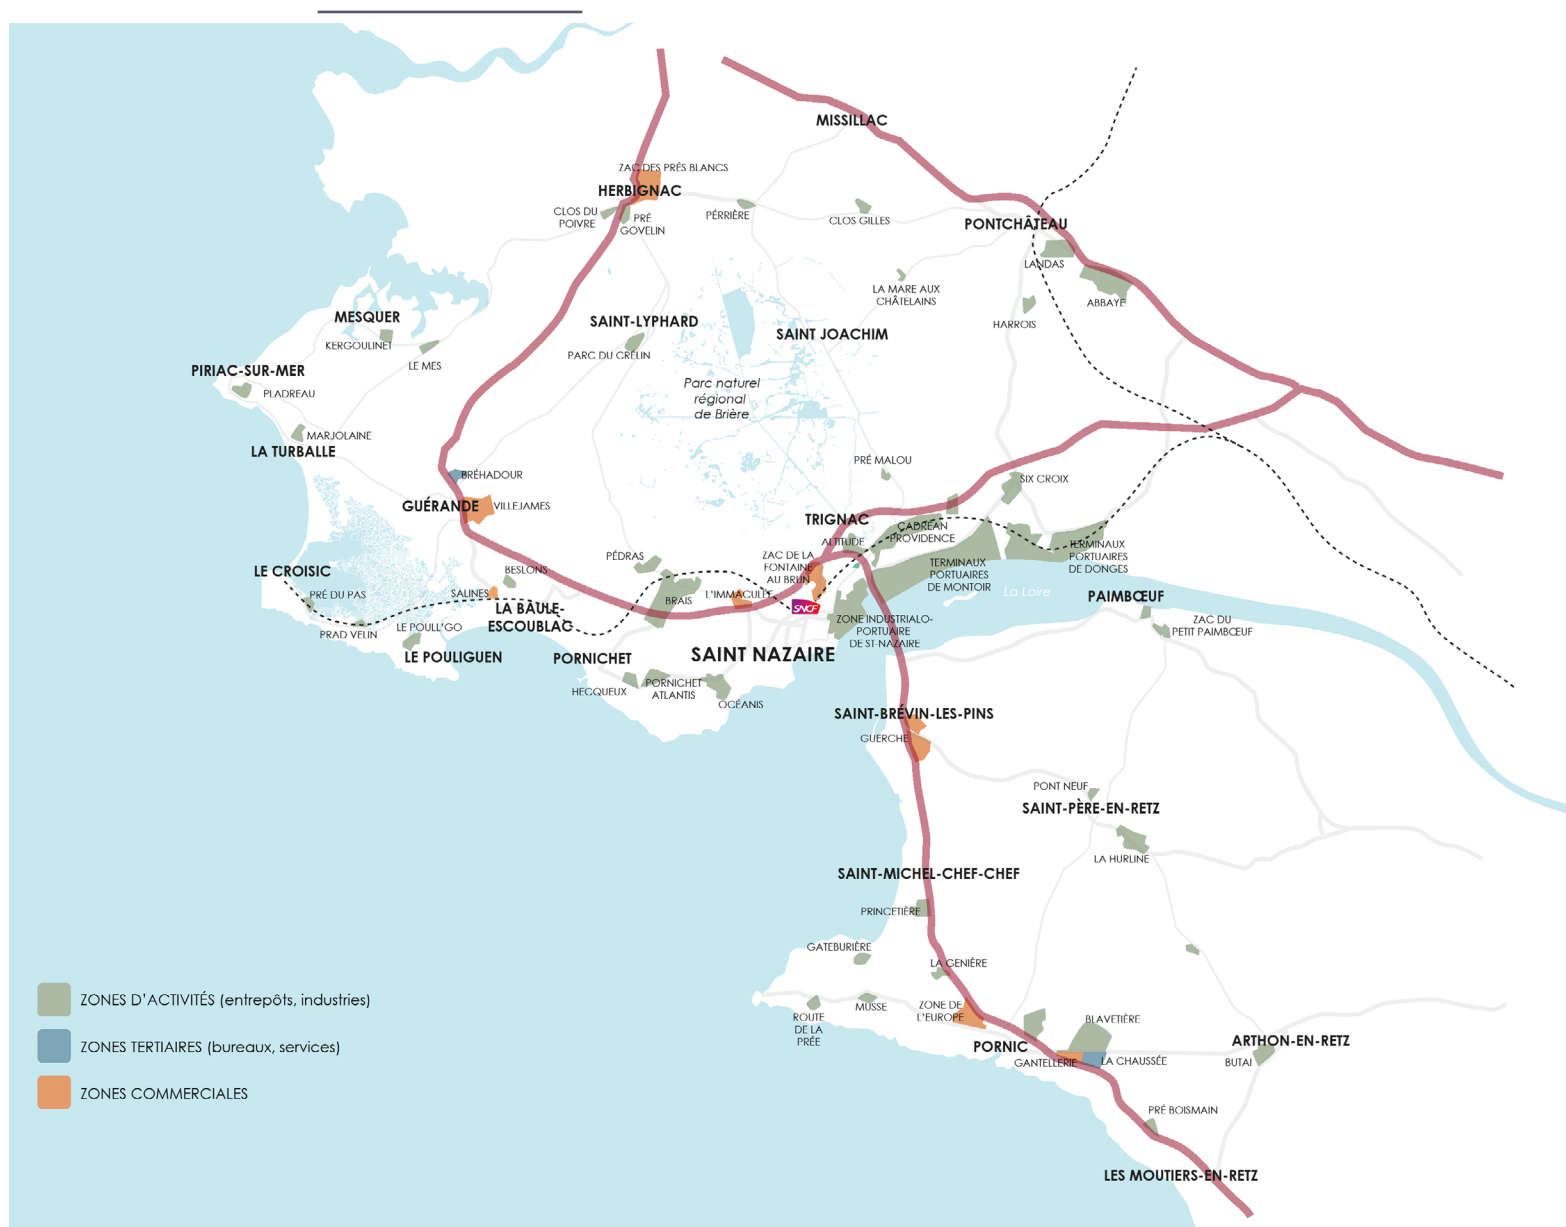 MISSILLAC
ZAC DES PRÉS BLANCS
HERBIGNAC
CLOS DU
POIVRE
PRÉ
GOVELIN
PÉRRIÈRE
CLOS GILLES
PONTCHÂTEAU
LANDAS
ABBAYE
LA MARE AUX
CHÂTELAINS
HARROIS
MESQUER
KERGOULINET
LE MES
SAINT-LYPHARD
PARC DU CRÉLIN
SAINT JOACHIM
PIRIAC-SUR-MER
PLADREAU
Parc naturel
régional
de Brière
MARJOLAINE
LA TURBALLE
BRÉHADOUR
GUÉRANDE
VILLEJAMES
PRÉ MALOU
SIX CROIX
TRIGNAC
ALTITUDE
CADRÉAN
PROVIDENCE
PÉDRAS
ZAC DE LA
FONTAINE
AU BRUN
TERMINAUX
PORTUAIRES
DE MONTOIR
TERMINAUX
PORTUAIRES
DE DONGES
LE CROISIC
PRÉ DU PAS
BESLONS
SALINES
BRAIS
L'IMMACULÉE
SNCF
La Loire
PAIMBŒUF
LA BAULE-
ESCOUBLAC
PRAD VELIN
LE POULL'GO
ZONE INDUSTRIALO-
PORTUAIRE
DE ST-NAZAIRE
ZAC DU
PETIT PAIMBŒUF
LE POULIGUEN
PORNICHET
SAINT NAZAIRE
HECQUEUX
PORNICHET
ATLANTIS
OCÉANIS
SAINT-BRÉVIN-LES-PINS
GUERCHE
PONT NEUF
SAINT-PÈRE-EN-RETZ
LA HURLINE
SAINT-MICHEL-CHEF-CHEF
PRINCETIÈRE
GATEBURIÈRE
LA GENIÈRE
ROUTE
DE LA
PRÉE
MUSSE
ZONE DE
L'EUROPE
BLAVETIÈRE
PORNIC
GANTELLERIE
LA CHAUSSÉE
ARTHON-EN-RETZ
BUTAI
PRÉ BOISMAIN
LES MOUTIERS-EN-RETZ
ZONES D'ACTIVITÉS (entrepôts, industries)
ZONES TERTIAIRES (bureaux, services)
ZONES COMMERCIALES